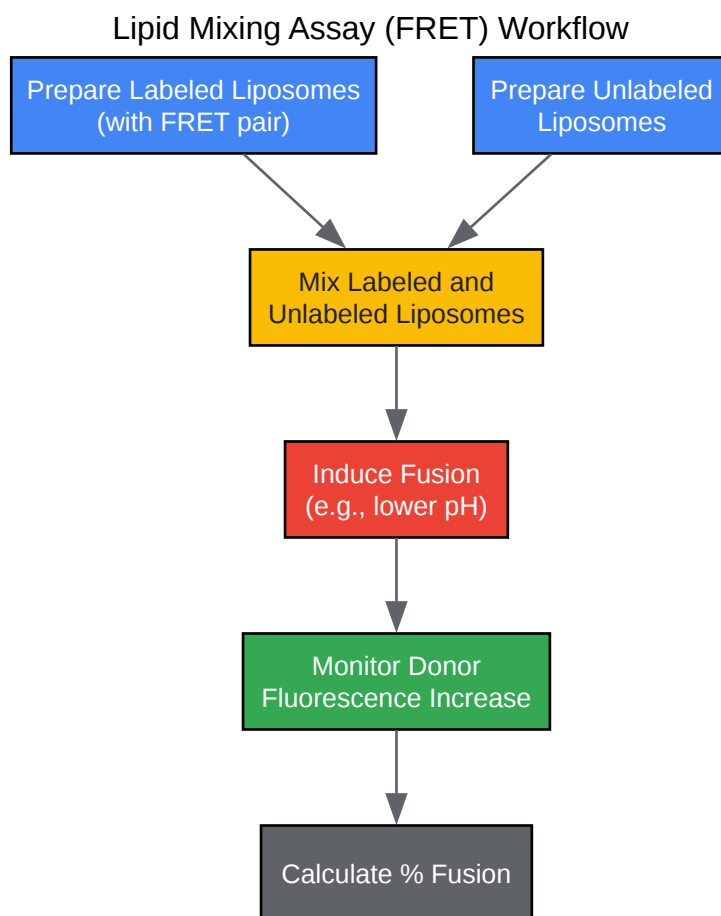 Lipid Mixing Assay (FRET) Workflow
Prepare Labeled Liposomes
(with FRET pair)
Prepare Unlabeled
Liposomes
Mix Labeled and
Unlabeled Liposomes
Induce Fusion
(e.g., lower pH)
Monitor Donor
Fluorescence Increase
Calculate % Fusion